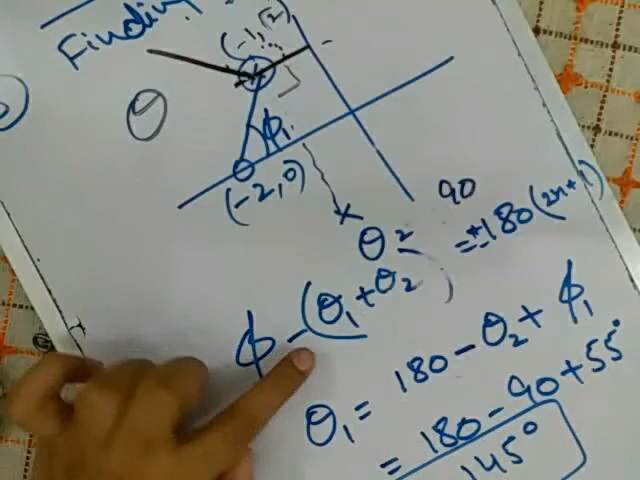 Finding
(-1, 2)
θ
ϕ₁
(-2, 0)
90
θ₂
ϕ - (θ₁ + θ₂) = ±180(2n+1)
θ₁ = 180 - θ₂ + ϕ₁
= 180 - 90 + 55°
145°